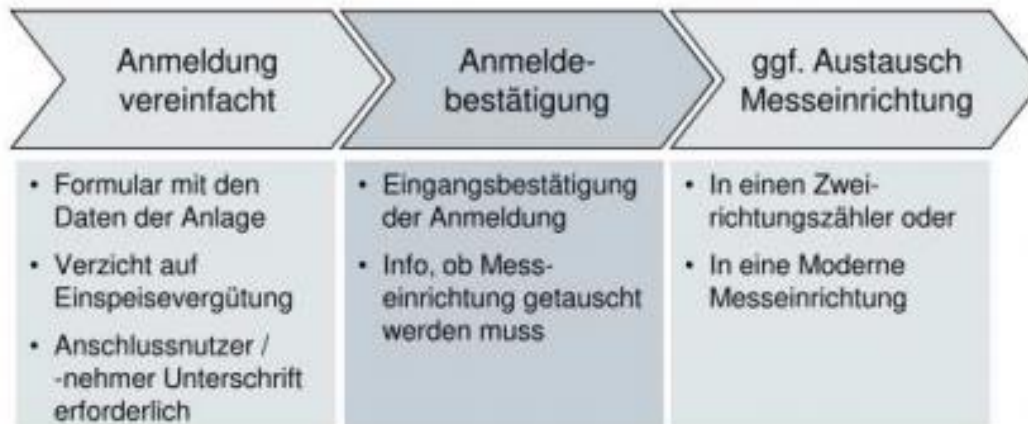 Anmeldung
vereinfacht
Anmelde-
bestätigung
ggf. Austausch
Messeinrichtung
• Formular mit den
Daten der Anlage
• Verzicht auf
Einspeisevergütung
• Anschlussnutzer /
-nehmer Unterschrift
erforderlich
• Eingangsbestätigung
der Anmeldung
• Info, ob Mess-
einrichtung getauscht
werden muss
• In einen Zwei-
richtungszähler oder
• In eine Moderne
Messeinrichtung